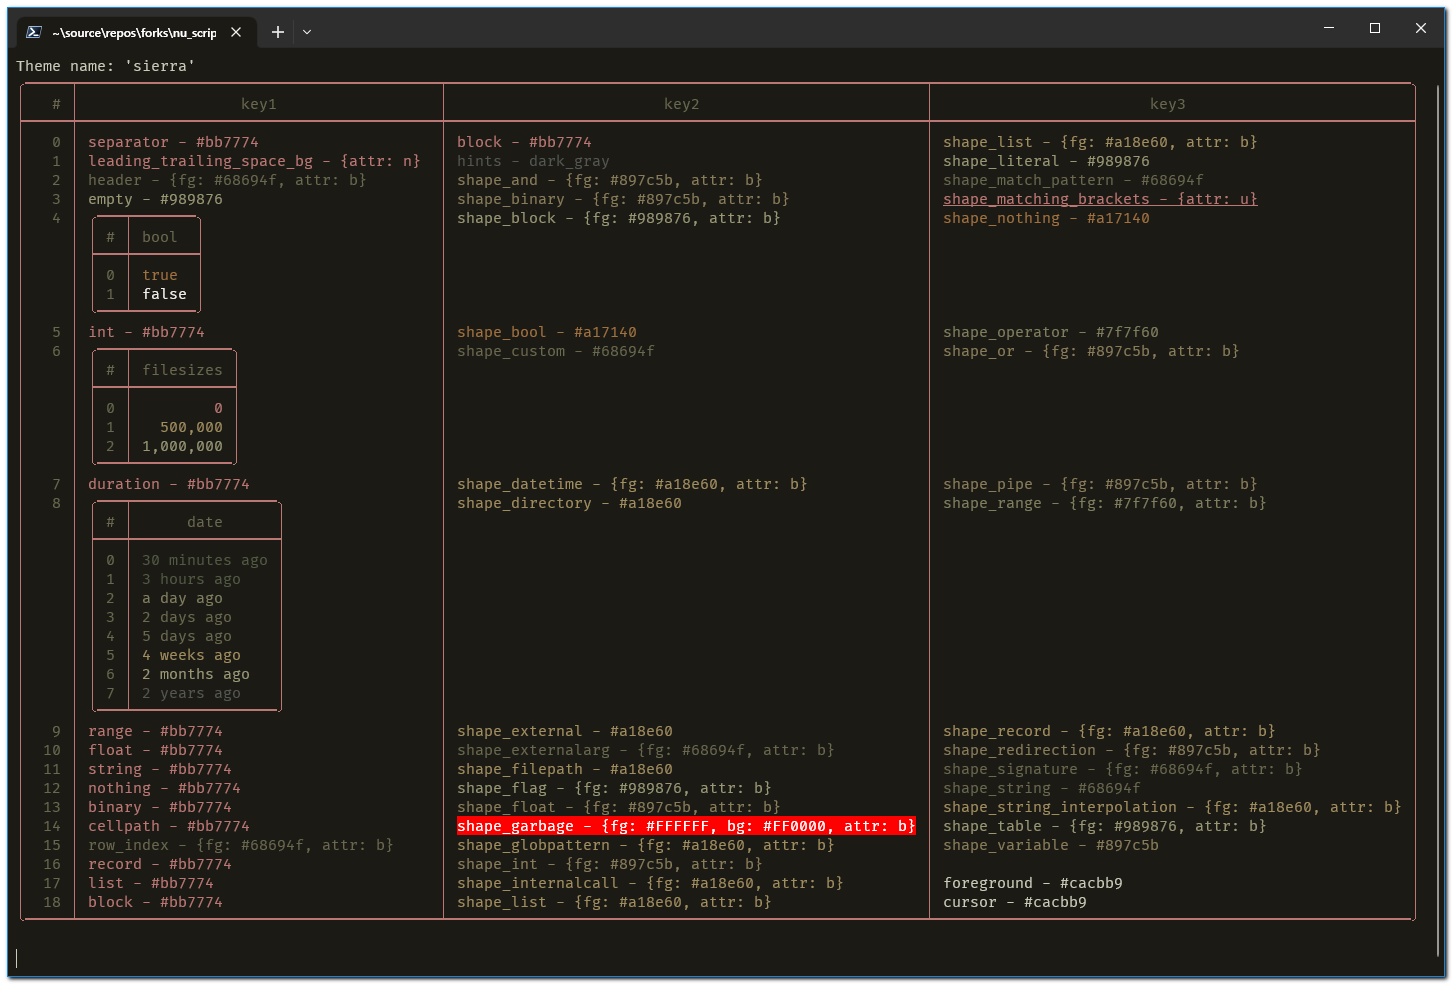 ~\source\repos\forks\nu_scrip
Theme name: 'sierra'
# key1 key2 key3
0 separator - #bb7774 block - #bb7774 shape_list - {fg: #a18e60, attr: b}
1 leading_trailing_space_bg - {attr: n} hints - dark_gray shape_literal - #989876
2 header - {fg: #68694f, attr: b} shape_and - {fg: #897c5b, attr: b} shape_match_pattern - #68694f
3 empty - #989876 shape_binary - {fg: #897c5b, attr: b} shape_matching_brackets - {attr: u}
4 shape_block - {fg: #989876, attr: b} shape_nothing - #a17140
# bool
0 true
1 false
5 int - #bb7774 shape_bool - #a17140 shape_operator - #7f7f60
6 shape_custom - #68694f shape_or - {fg: #897c5b, attr: b}
# filesizes
0 0
1 500,000
2 1,000,000
7 duration - #bb7774 shape_datetime - {fg: #a18e60, attr: b} shape_pipe - {fg: #897c5b, attr: b}
8 shape_directory - #a18e60 shape_range - {fg: #7f7f60, attr: b}
# date
0 30 minutes ago
1 3 hours ago
2 a day ago
3 2 days ago
4 5 days ago
5 4 weeks ago
6 2 months ago
7 2 years ago
9 range - #bb7774 shape_external - #a18e60 shape_record - {fg: #a18e60, attr: b}
10 float - #bb7774 shape_externalarg - {fg: #68694f, attr: b} shape_redirection - {fg: #897c5b, attr: b}
11 string - #bb7774 shape_filepath - #a18e60 shape_signature - {fg: #68694f, attr: b}
12 nothing - #bb7774 shape_flag - {fg: #989876, attr: b} shape_string - #68694f
13 binary - #bb7774 shape_float - {fg: #897c5b, attr: b} shape_string_interpolation - {fg: #a18e60, attr: b}
14 cellpath - #bb7774 shape_garbage - {fg: #FFFFFF, bg: #FF0000, attr: b} shape_table - {fg: #989876, attr: b}
15 row_index - {fg: #68694f, attr: b} shape_globpattern - {fg: #a18e60, attr: b} shape_variable - #897c5b
16 record - #bb7774 shape_int - {fg: #897c5b, attr: b}
17 list - #bb7774 shape_internalcall - {fg: #a18e60, attr: b} foreground - #cacbb9
18 block - #bb7774 shape_list - {fg: #a18e60, attr: b} cursor - #cacbb9